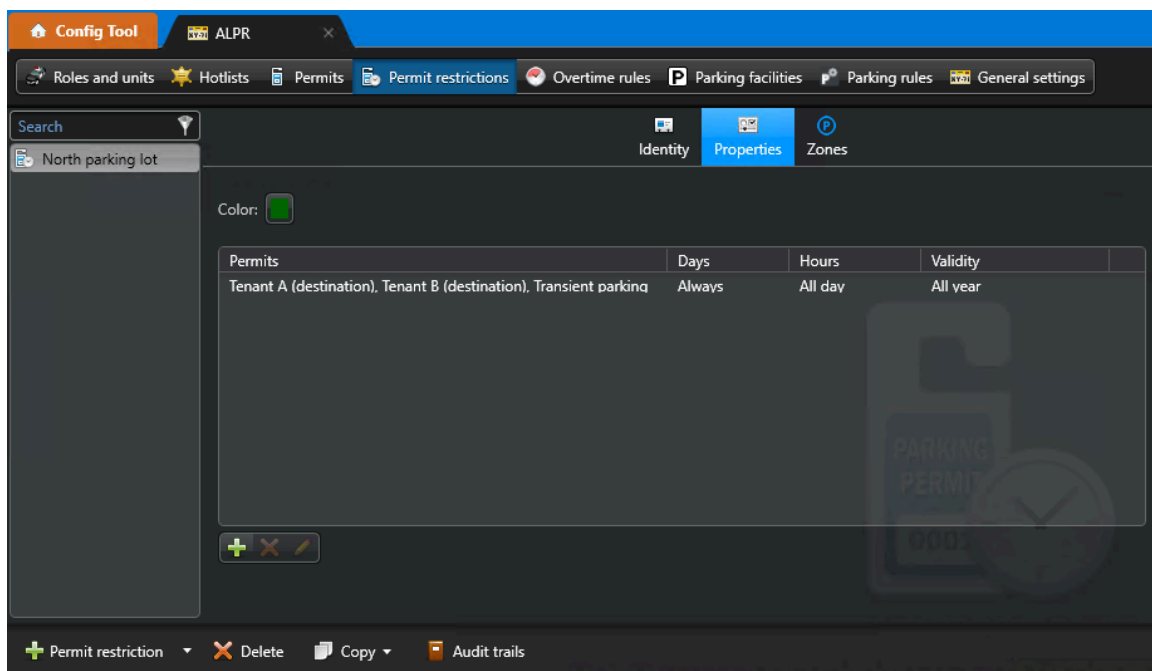 Config Tool ALPR
Roles and units Hotlists Permits Permit restrictions Overtime rules P Parking facilities Parking rules General settings
Search
North parking lot
Identity Properties Zones
Color:
Permits Days Hours Validity
Tenant A (destination), Tenant B (destination), Transient parking Always All day All year
PARKING
PERMIT
Permit restriction Delete Copy Audit trails